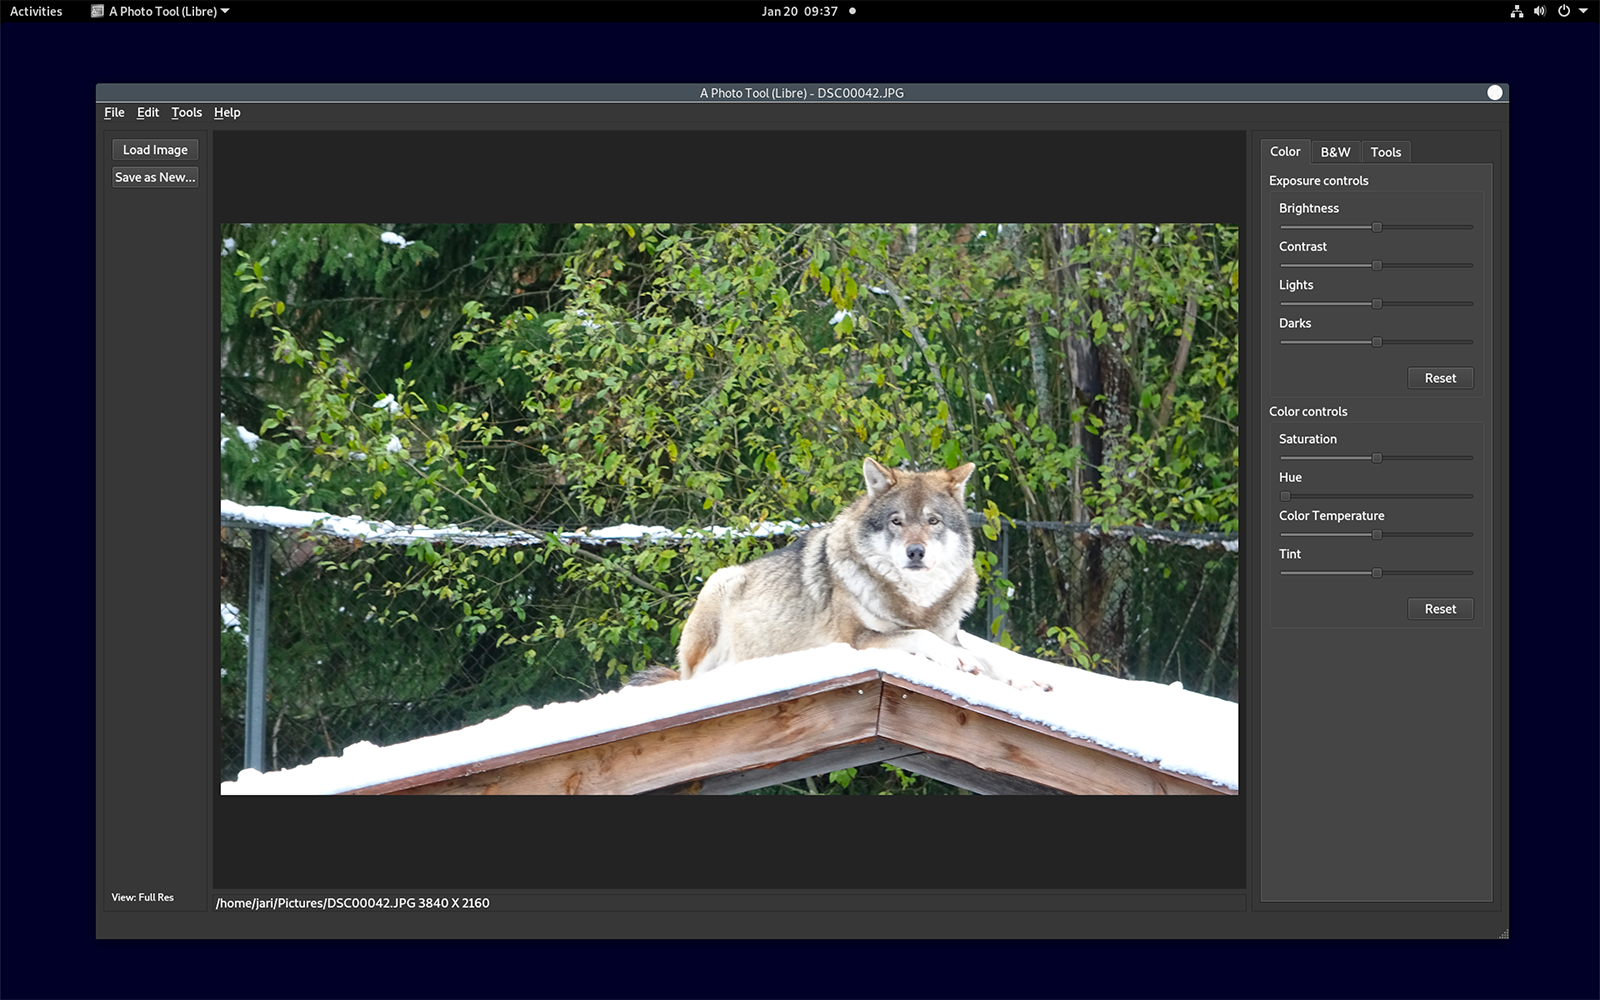 Activities A Photo Tool (Libre) Jan 20 09:37
A Photo Tool (Libre) - DSC00042.JPG
File Edit Tools Help
Load Image
Save as New...
Color B&W Tools
Exposure controls
Brightness
Contrast
Lights
Darks
Reset
Color controls
Saturation
Hue
Color Temperature
Tint
Reset
View: Full Res
/home/jari/Pictures/DSC00042.JPG 3840 X 2160